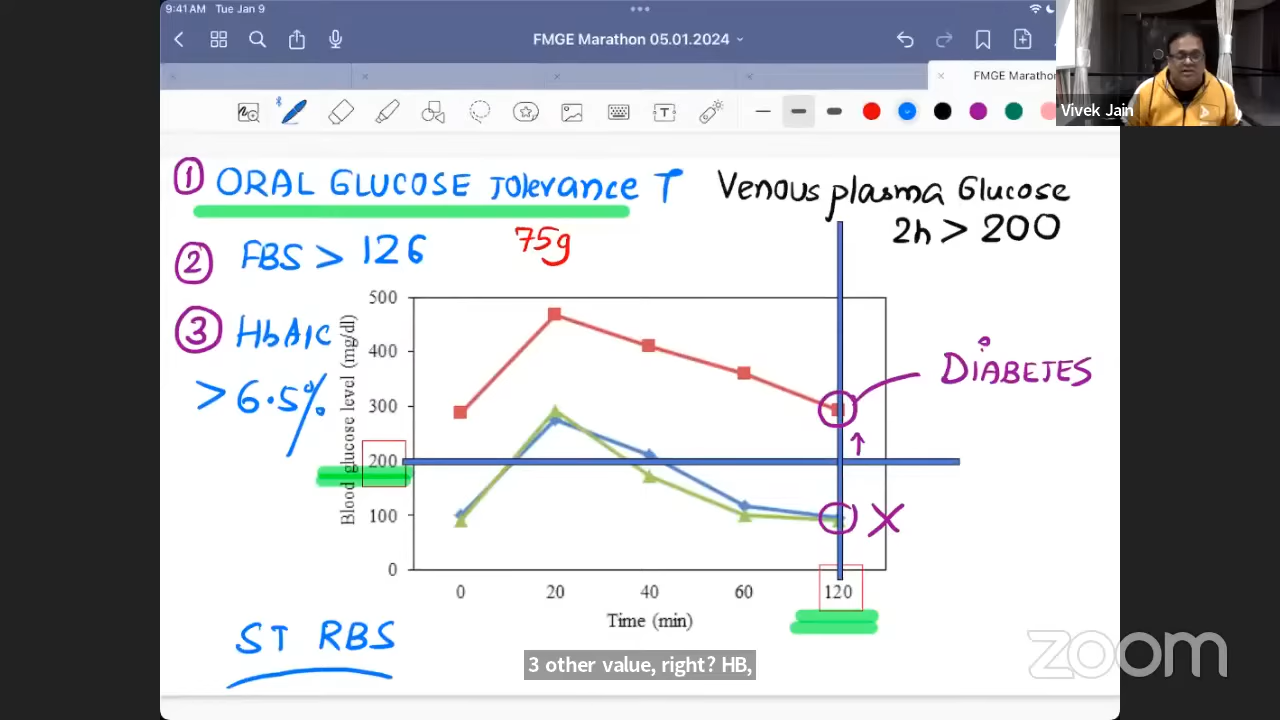 9:41 AM Tue Jan 9
FMGE Marathon 05.01.2024
FMGE Marathon
Vivek Jain
① ORAL GLUCOSE Tolerance T
Venous plasma Glucose
2h > 200
② FBS > 126
75g
③ HbA1C
> 6.5%
DIABETES
Blood glucose level (mg/dl)
500
400
300
200
100
0
0 20 40 60 120
Time (min)
X
ST RBS
3 other value, right? HB,
zoom